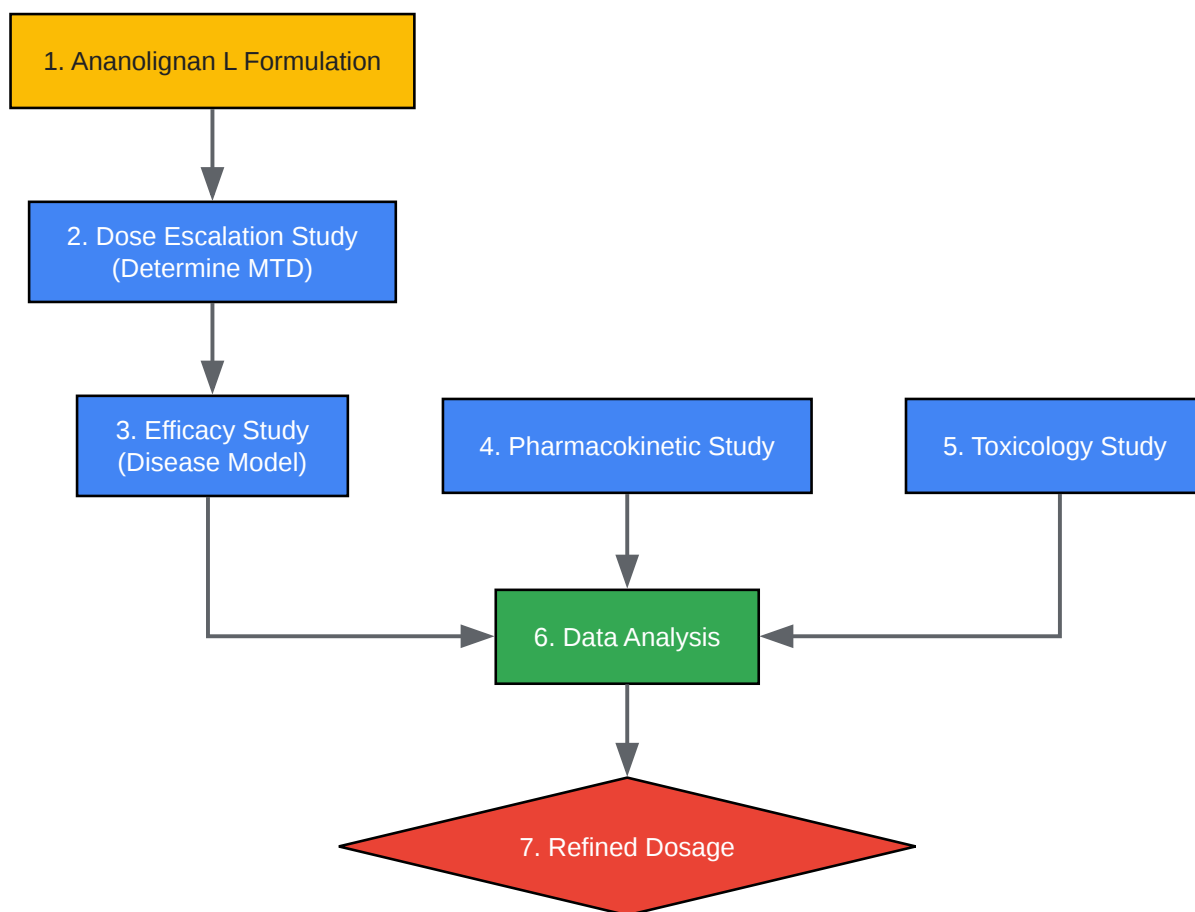 1. Ananolignan L Formulation
2. Dose Escalation Study
(Determine MTD)
3. Efficacy Study
(Disease Model)
4. Pharmacokinetic Study
5. Toxicology Study
6. Data Analysis
7. Refined Dosage